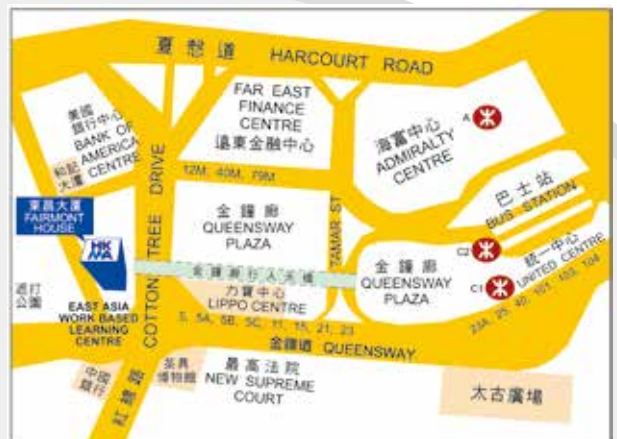 夏慤道 HARCOURT ROAD
美國
銀行中心
BANK OF
AMERICA
CENTRE
和記
大廈
FAR EAST
FINANCE
CENTRE
遠東金融中心
海富中心
ADMIRALTY
CENTRE
A
12M, 40M, 79M
東昌大廈
FAIRMONT
HOUSE
HK
MA
金鐘廊
QUEENSWAY
PLAZA
TAMAR ST
巴士站
BUS STATION
C2
金鐘廊
QUEENSWAY
PLAZA
C1
統一中心
UNITED CENTRE
金鐘廊行人天橋
力寶中心
LIPPO CENTRE
遮打
公園
EAST ASIA
WORK BASED
LEARNING
CENTRE
紅棉路 COTTON TREE DRIVE
5, 5A, 5B, 5C, 11, 15, 21, 23
23A, 25, 40, 101, 103, 104
金鐘道 QUEENSWAY
中國
銀行
茶具
博物館
最高法院
NEW SUPREME
COURT
太古廣場